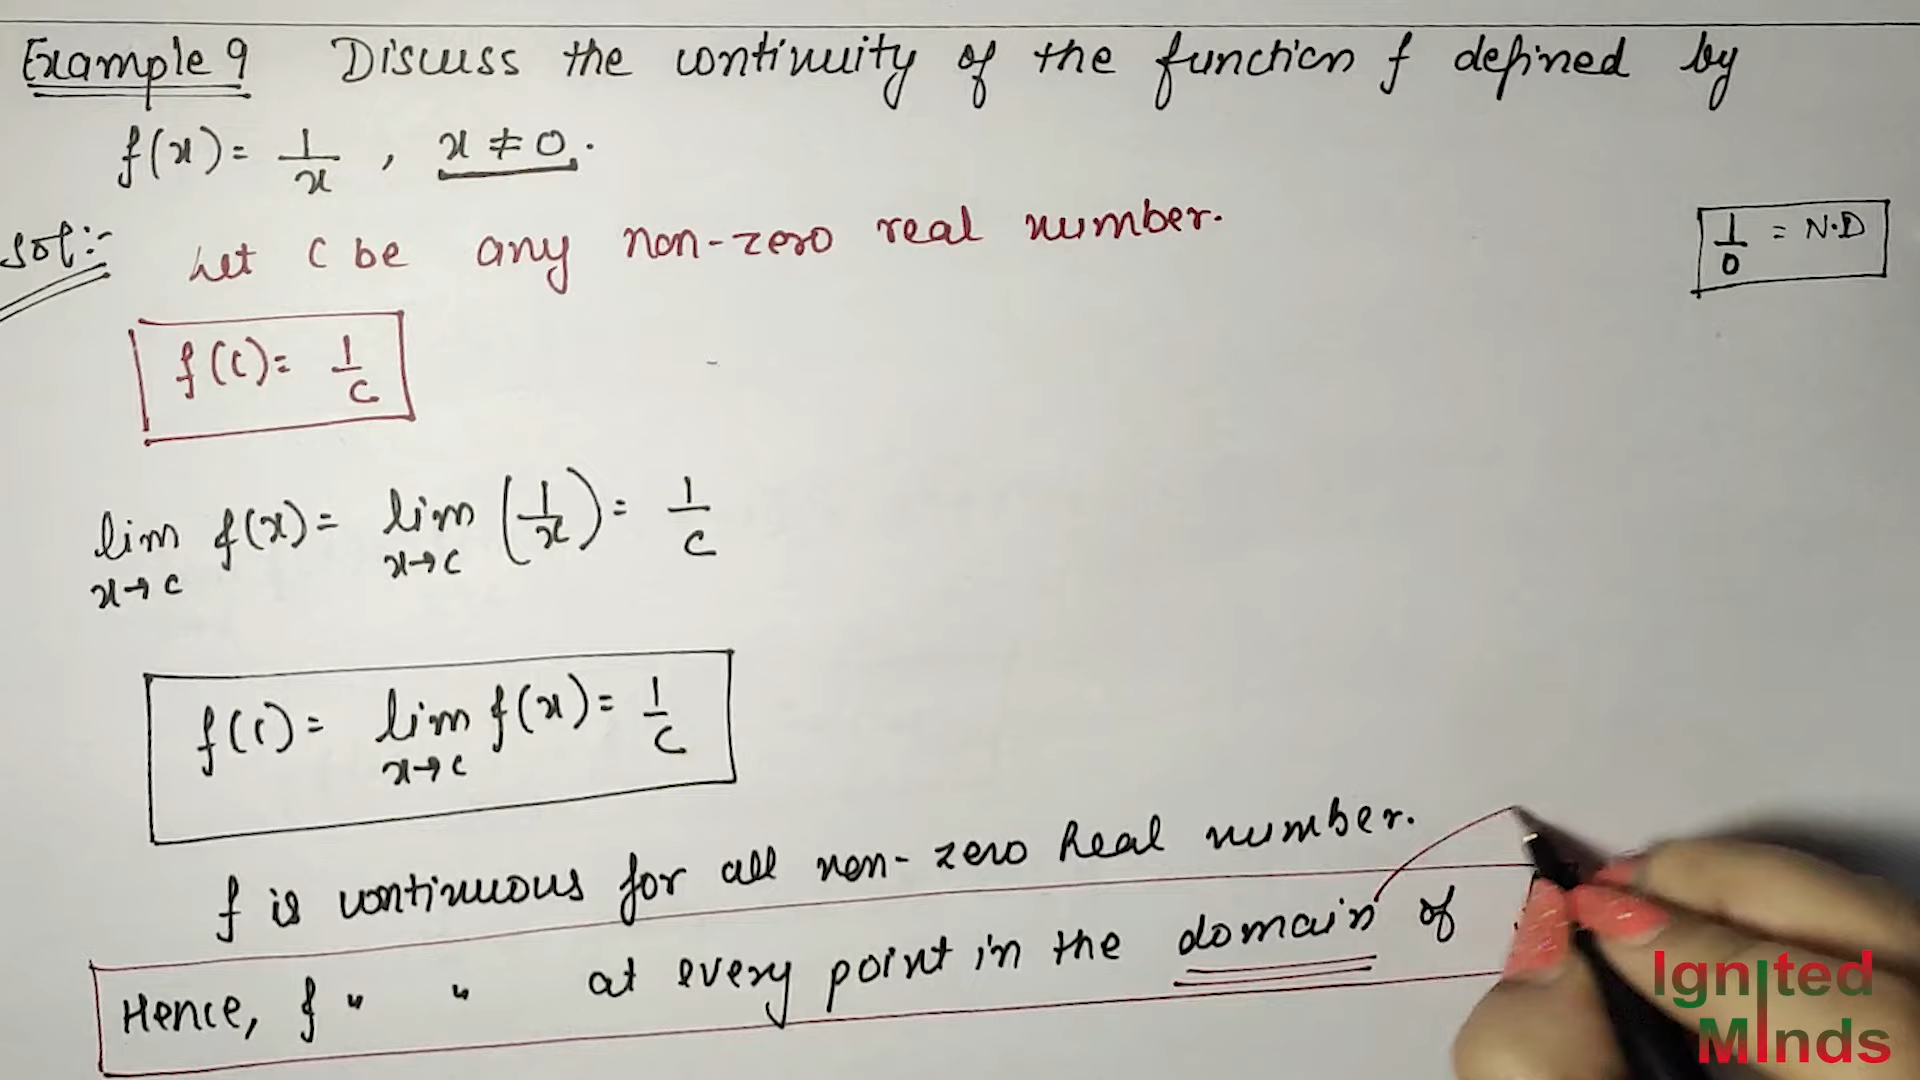 Example 9 Discuss the continuity of the function f defined by
f(x) = 1/x , x ≠ 0.
Sol:- Let C be any non-zero real number.
1/0 = N.D
f(c) = 1/c
lim x→c f(x) = lim x→c (1/x) = 1/c
f(c) = lim x→c f(x) = 1/c
f is continuous for all non-zero Real number.
Hence, f " " at every point in the domain of
Ignited
Minds